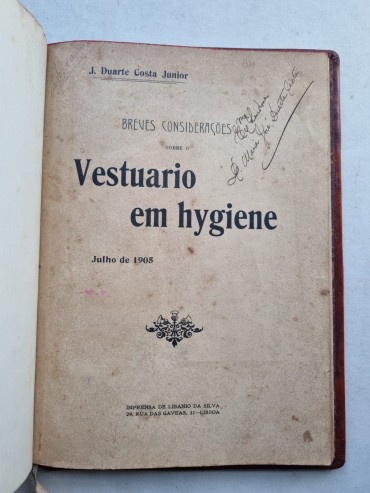 J. Duarte Costa Junior
BREVES CONSIDERAÇÕES
SOBRE O
Vestuario
em hygiene
Julho de 1905
IMPRENSA DE LIBANIO DA SILVA
29, RUA DAS GAVEAS, 31—LISBOA